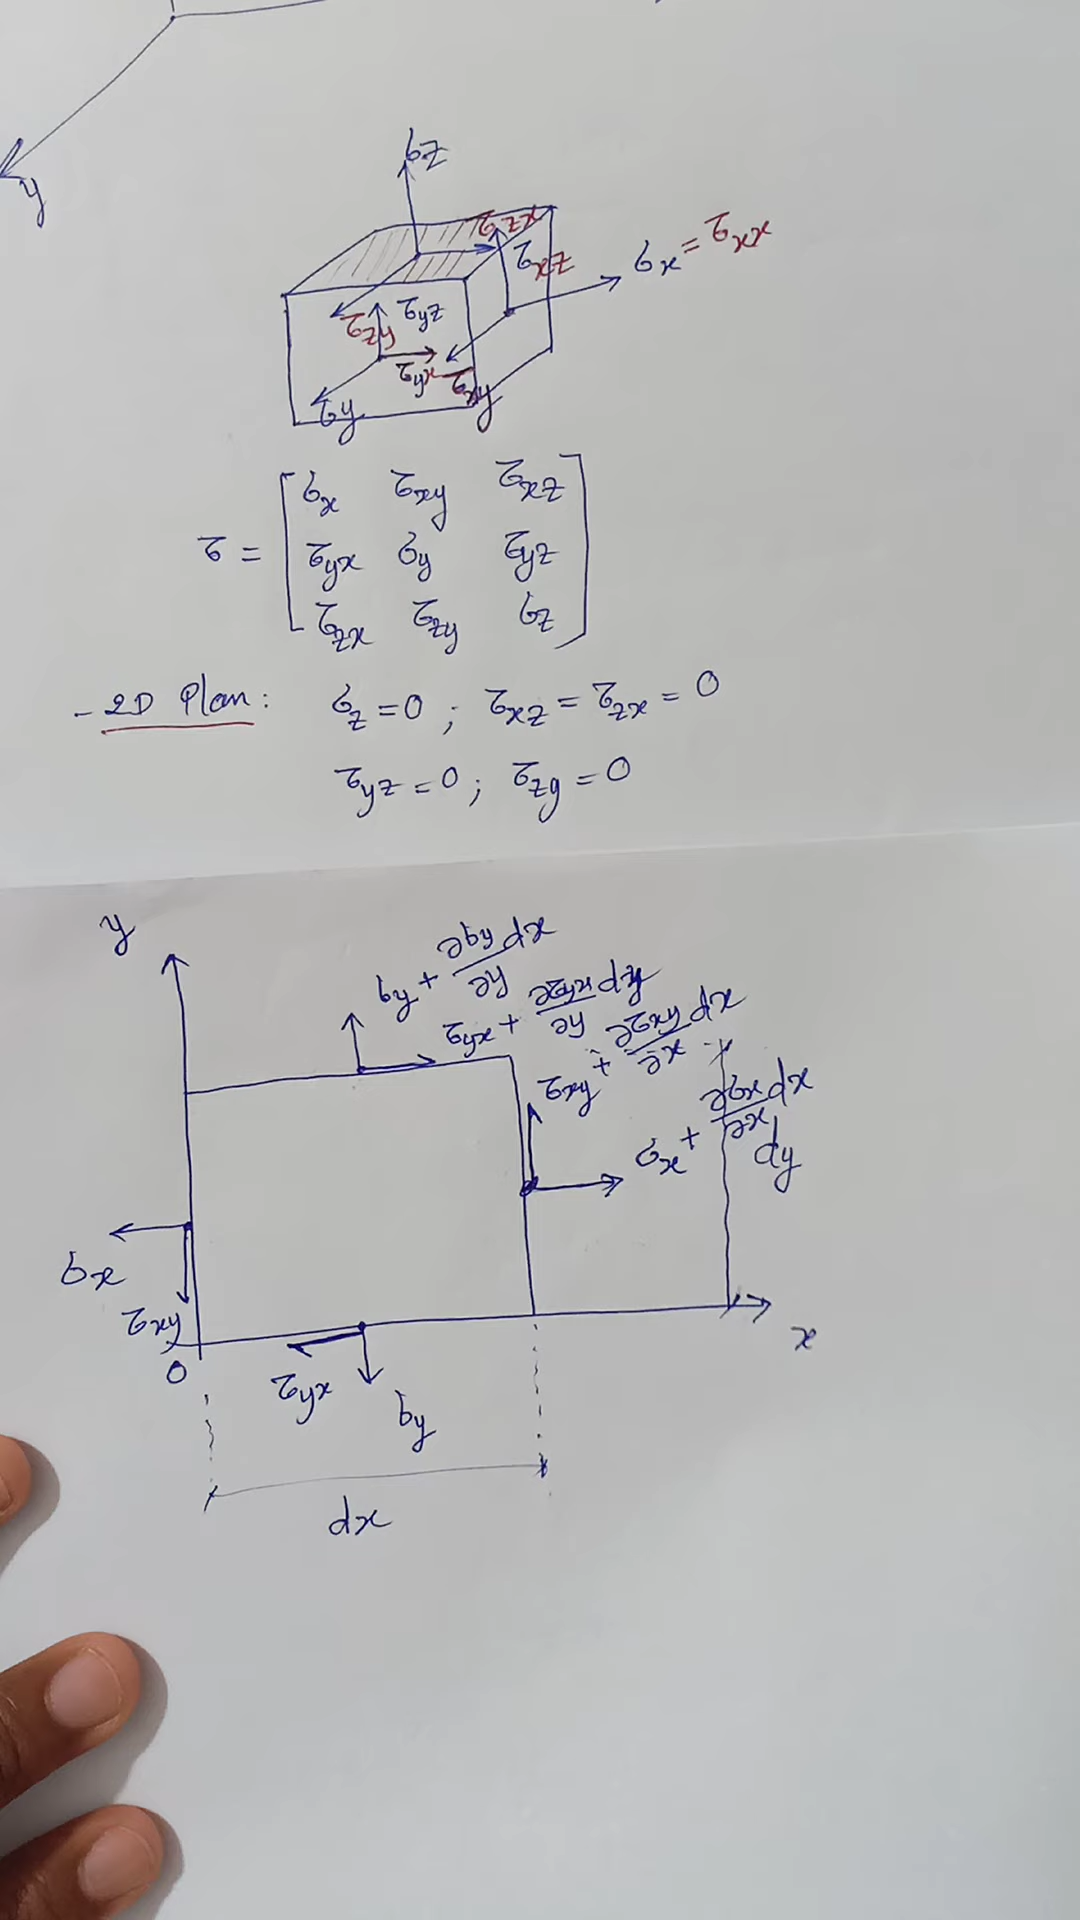 y
σz
τzx
τxz
σx = τxx
τzy
τyz
τyx
τxy
τy
τ = [ σx τxy τxz
τyx σy τyz
τzx τzy σz ]
- 2D Plan: σz = 0 ; τxz = τzx = 0
τyz = 0 ; τzy = 0
y
σy + ∂σy/∂y dx
τyx + ∂τyx/∂y dy
τxy + ∂τxy/∂x dx
σx + ∂σx/∂x dx
dy
σx
τxy
x
0
τyx
σy
dx